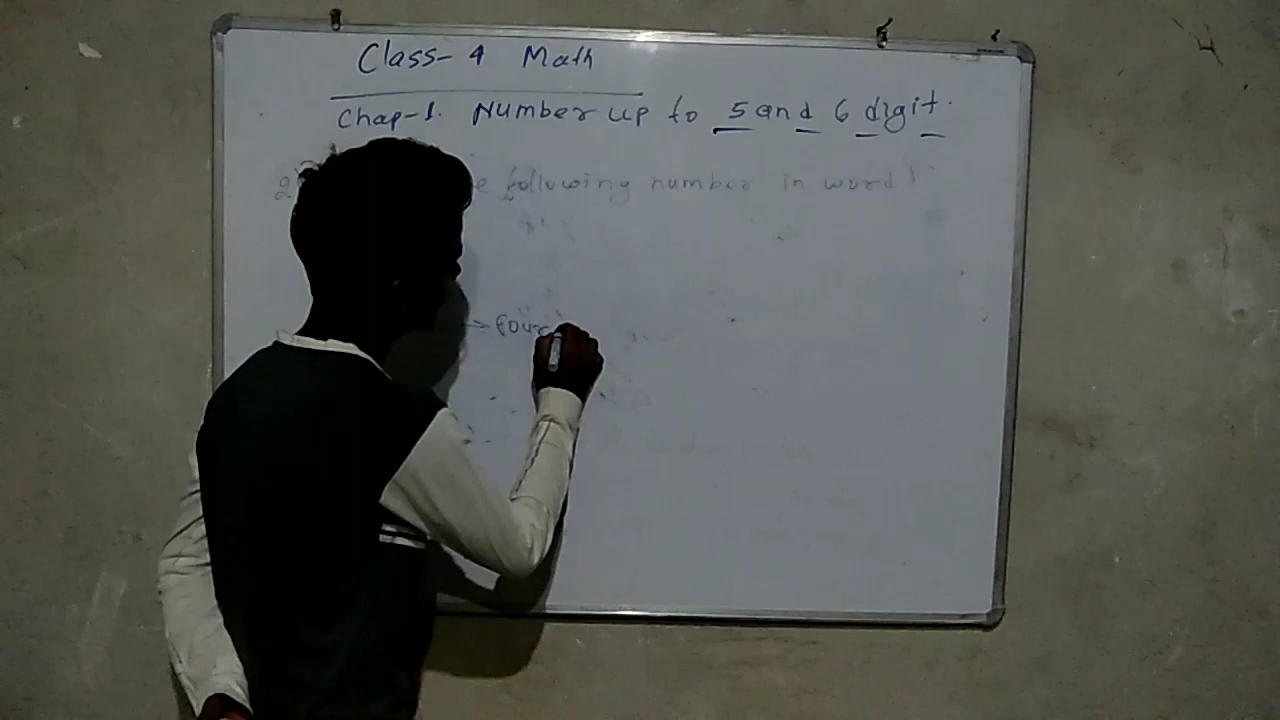 Class-4 Math
Chap-1. Number up to 5 and 6 digit.
following number in word
→ Four